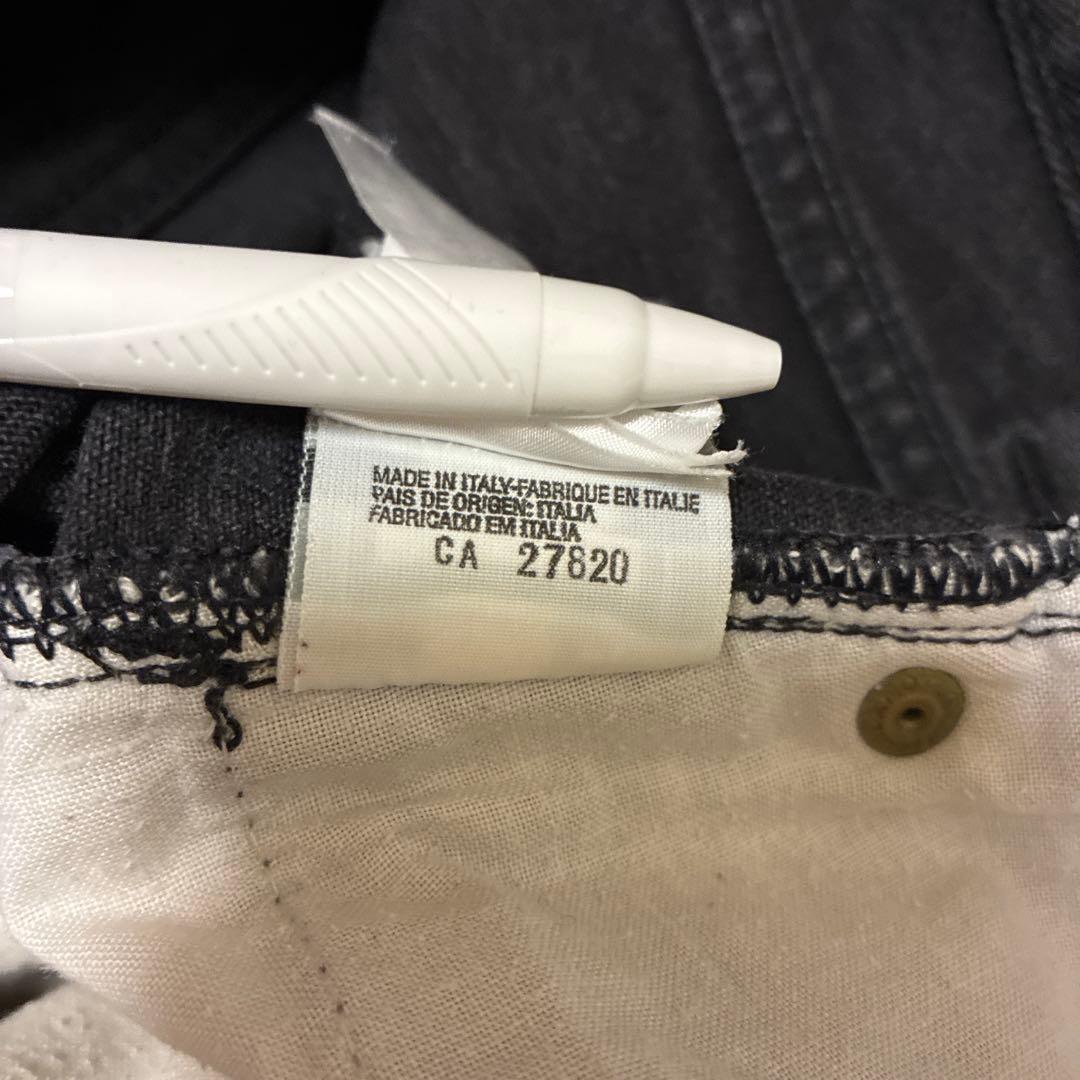 MADE IN ITALY-FABRIQUE EN ITALIE
PAIS DE ORIGEN: ITALIA
FABRICADO EM ITALIA
CA 27820